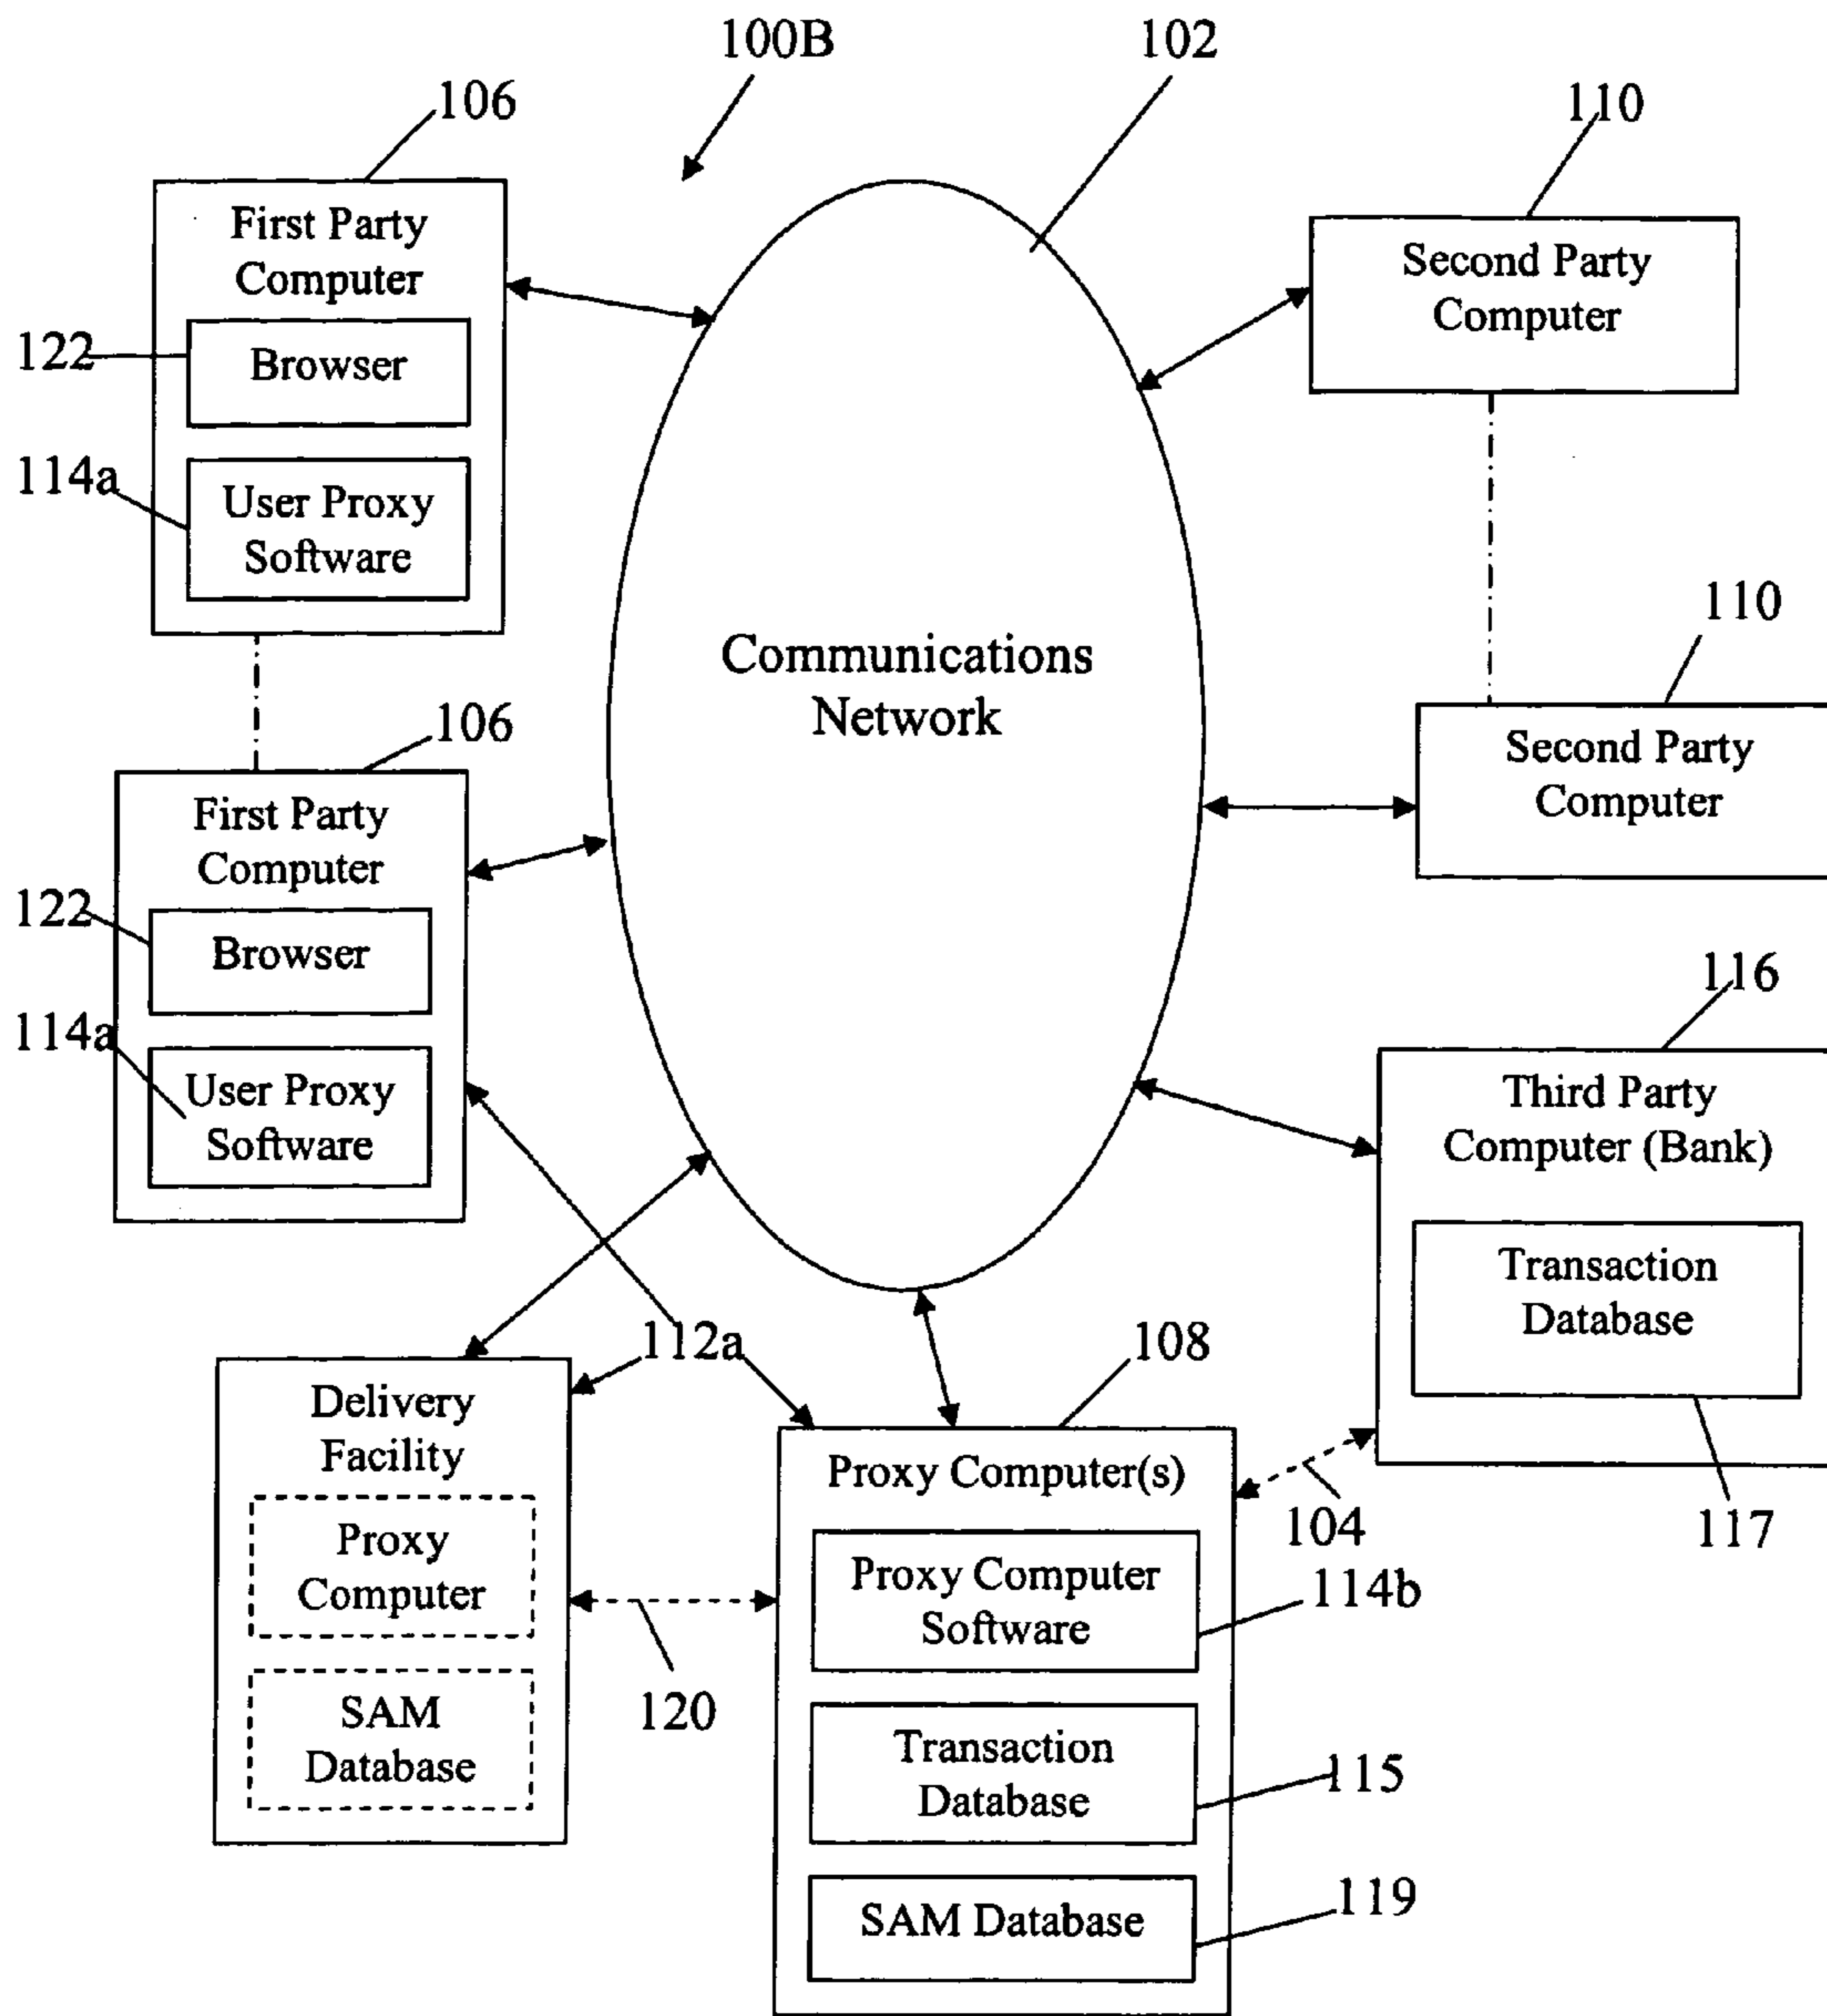 100B
102
106
110
First Party
Computer
122
Browser
114a
User Proxy
Software
Second Party
Computer
Communications
Network
110
Second Party
Computer
106
First Party
Computer
122
Browser
114a
User Proxy
Software
116
Third Party
Computer (Bank)
Transaction
Database
117
112a
108
Delivery
Facility
Proxy
Computer
SAM
Database
120
104
Proxy Computer(s)
Proxy Computer
Software
114b
Transaction
Database
115
SAM Database
119